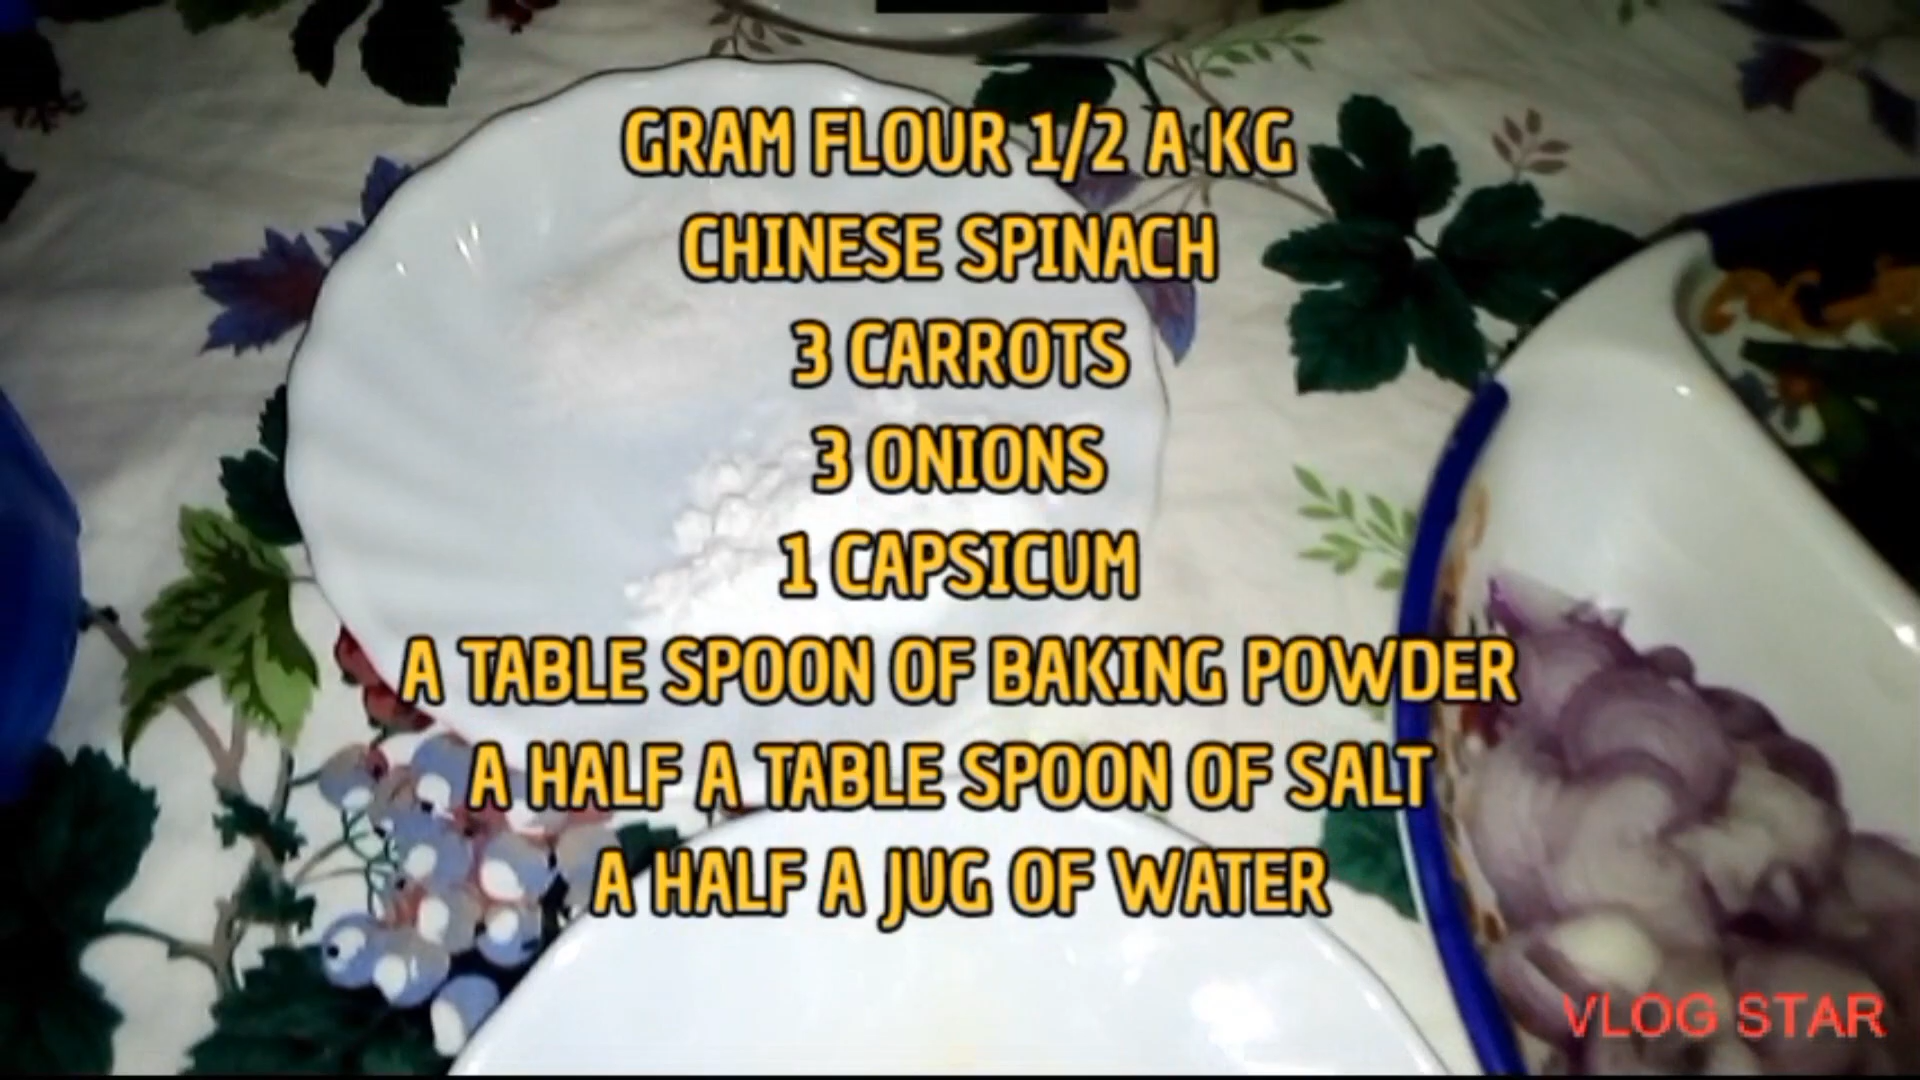 GRAM FLOUR 1/2 A KG
CHINESE SPINACH
3 CARROTS
3 ONIONS
1 CAPSICUM
A TABLE SPOON OF BAKING POWDER
A HALF A TABLE SPOON OF SALT
A HALF A JUG OF WATER
VLOG STAR